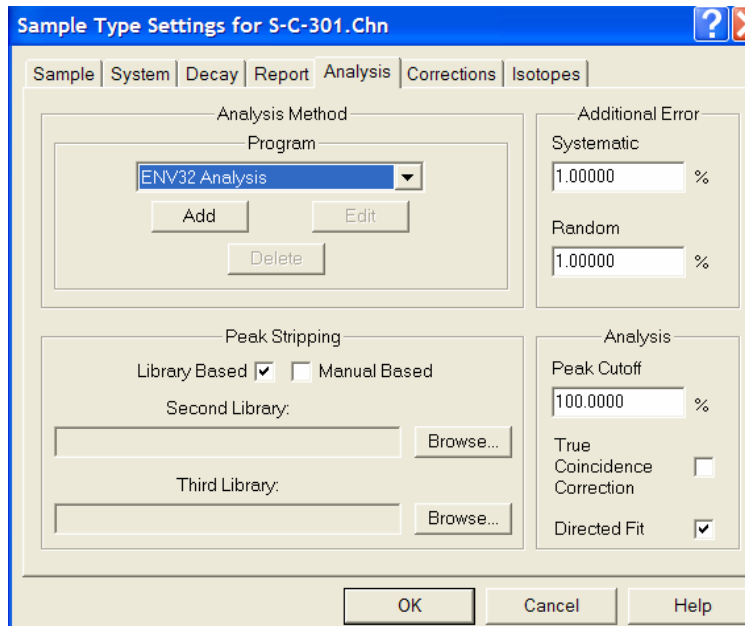 Sample Type Settings for S-C-301.Chn
?
Sample System Decay Report Analysis Corrections Isotopes
Analysis Method
Program
ENV32 Analysis
Add Edit
Delete
Additional Error
Systematic
1.00000 %
Random
1.00000 %
Peak Stripping
Library Based Manual Based
Second Library:
Browse...
Third Library:
Browse...
Analysis
Peak Cutoff
100.0000 %
True
Coincidence
Correction
Directed Fit
OK Cancel Help